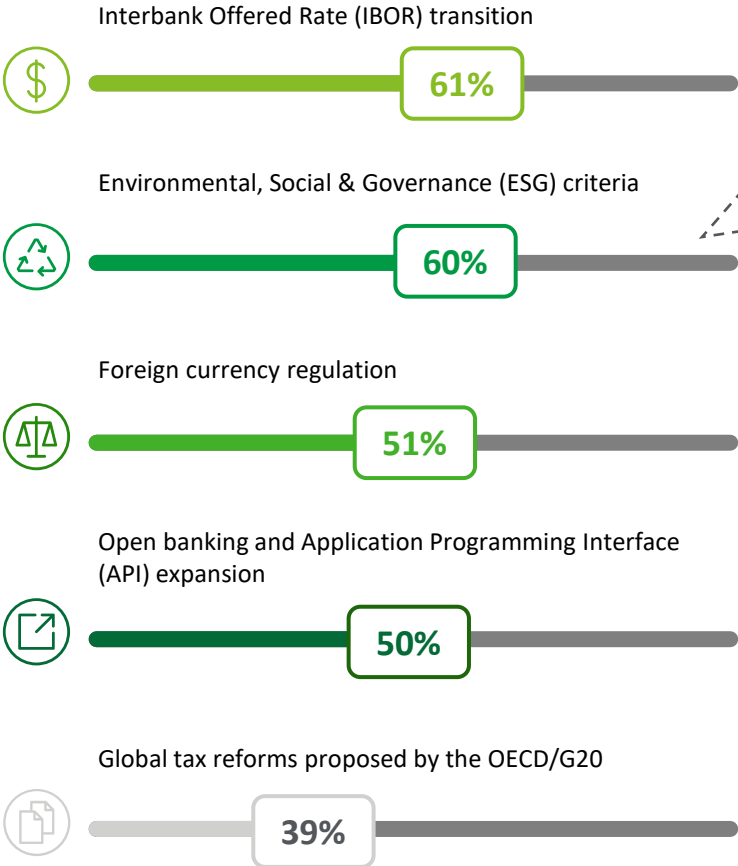 Interbank Offered Rate (IBOR) transition
$
61%
Environmental, Social & Governance (ESG) criteria
60%
Foreign currency regulation
51%
Open banking and Application Programming Interface
(API) expansion
50%
Global tax reforms proposed by the OECD/G20
39%